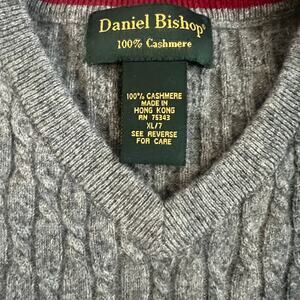 Daniel Bishop®
100% Cashmere
100% CASHMERE
MADE IN
HONG KONG
RN 75343
XL/7
SEE REVERSE
FOR CARE